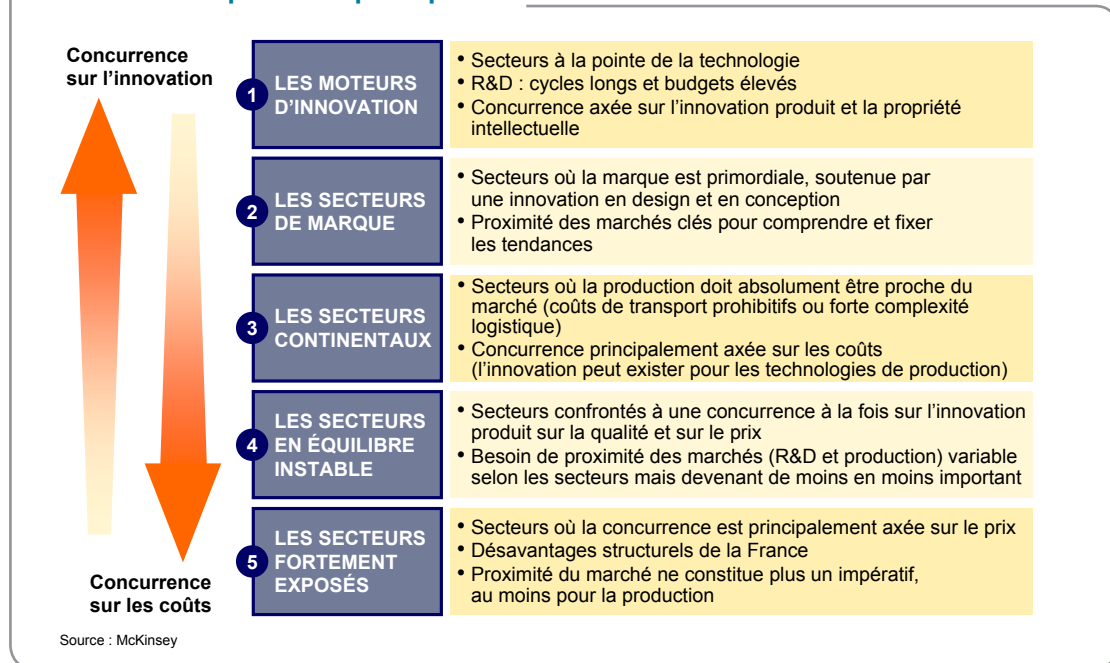 Concurrence
sur l’innovation
1
LES MOTEURS
D’INNOVATION
• Secteurs à la pointe de la technologie
• R&D : cycles longs et budgets élevés
• Concurrence axée sur l’innovation produit et la propriété
intellectuelle
2
LES SECTEURS
DE MARQUE
• Secteurs où la marque est primordiale, soutenue par
une innovation en design et en conception
• Proximité des marchés clés pour comprendre et fixer
les tendances
3
LES SECTEURS
CONTINENTAUX
• Secteurs où la production doit absolument être proche du
marché (coûts de transport prohibitifs ou forte complexité
logistique)
• Concurrence principalement axée sur les coûts
(l’innovation peut exister pour les technologies de production)
4
LES SECTEURS
EN ÉQUILIBRE
INSTABLE
• Secteurs confrontés à une concurrence à la fois sur l’innovation
produit sur la qualité et sur le prix
• Besoin de proximité des marchés (R&D et production) variable
selon les secteurs mais devenant de moins en moins important
5
LES SECTEURS
FORTEMENT
EXPOSÉS
• Secteurs où la concurrence est principalement axée sur le prix
• Désavantages structurels de la France
• Proximité du marché ne constitue plus un impératif,
au moins pour la production
Concurrence
sur les coûts
Source : McKinsey